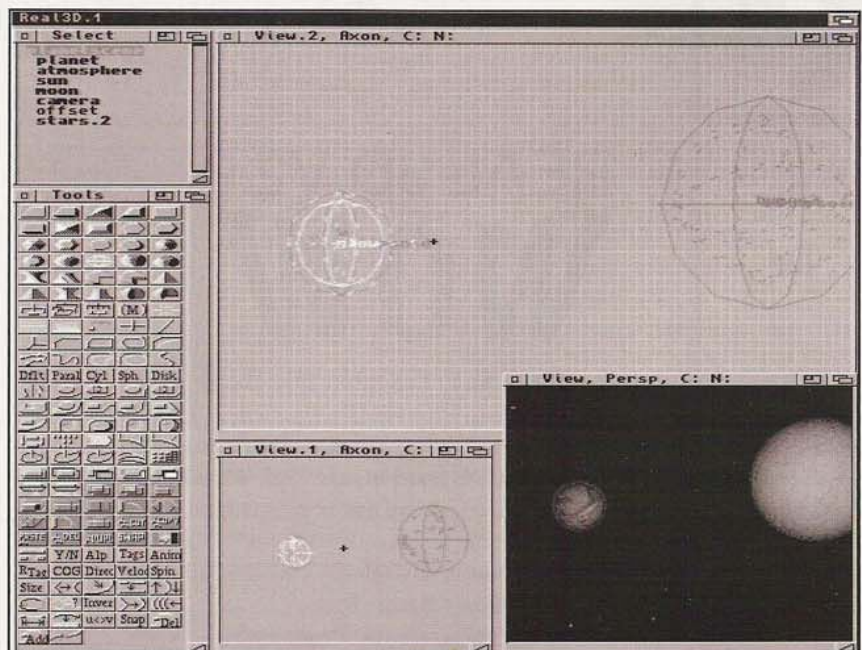 Real3D.1
Select
planet
atmosphere
sun
moon
camera
offset
stars.2
View.2, Axon, C: N:
Tools
(M)
Dflt Paral Cyl Sph Disk
View, Persp, C: N:
View.1, Axon, C:
Y/N Alp Tags Anim
RTag COG Direc Veloc Spin
Size
? Inver
u<>v Snap Del
Add